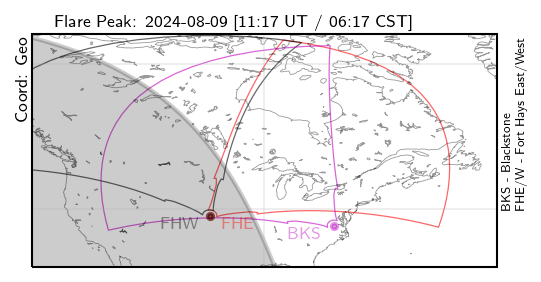 Flare Peak: 2024-08-09 [11:17 UT / 06:17 CST]
Coord: Geo
FHW
FHE
BKS
BKS - Blackstone
FHE/W - Fort Hays East/West